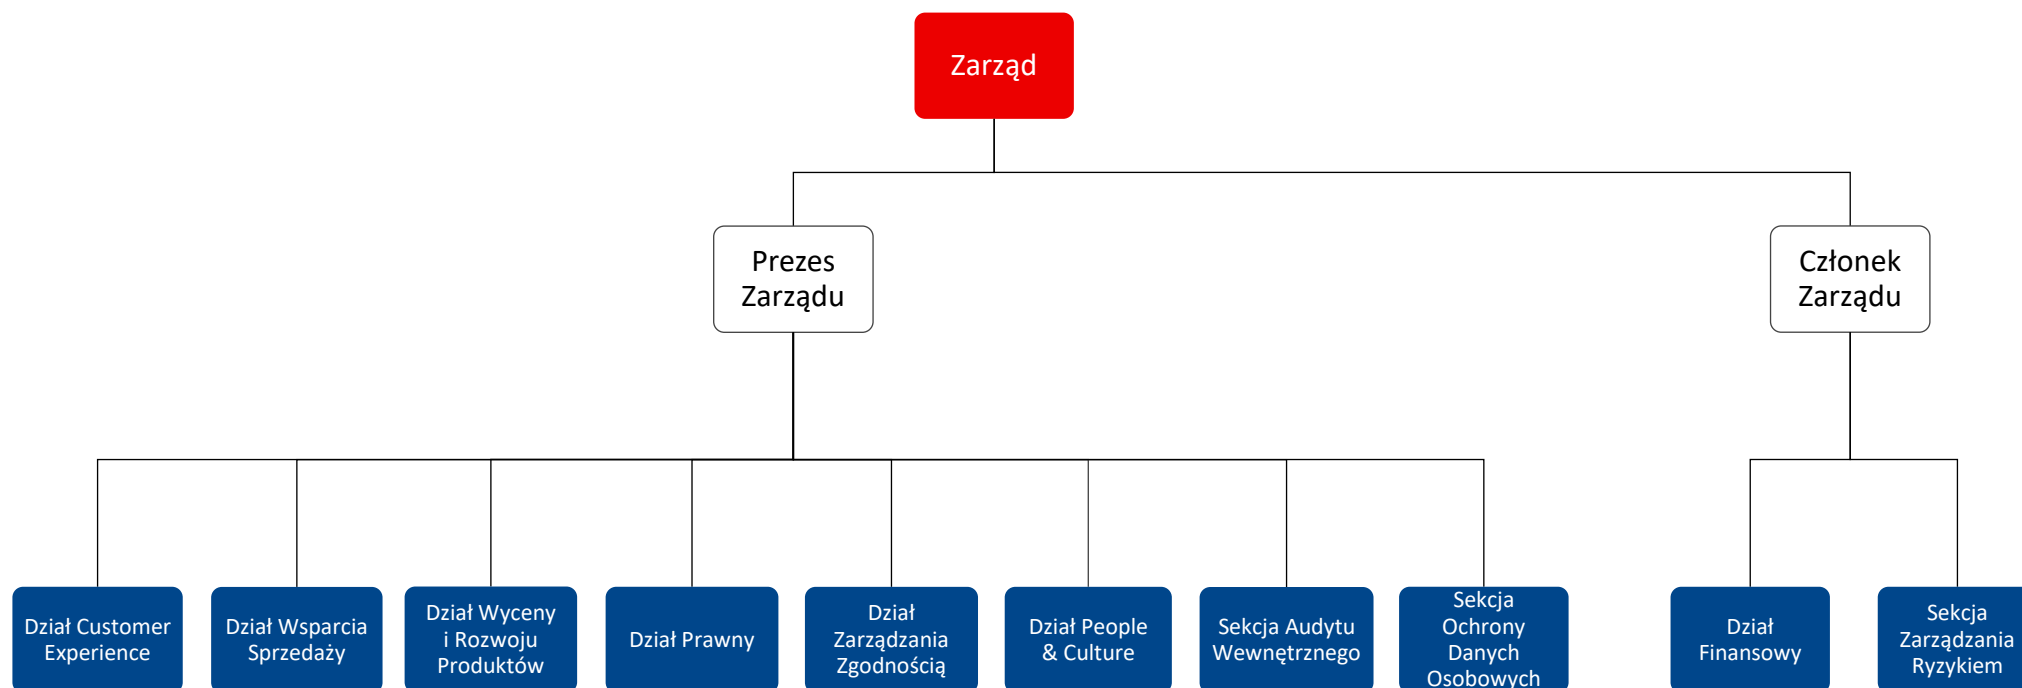 Zarząd
Prezes
Zarządu
Członek
Zarządu
Dział Customer
Experience
Dział Wsparcia
Sprzedaży
Dział Wyceny
i Rozwoju
Produktów
Dział Prawny
Dział
Zarządzania
Zgodnością
Dział People
& Culture
Sekcja Audytu
Wewnętrznego
Sekcja
Ochrony
Danych
Osobowych
Dział
Finansowy
Sekcja
Zarządzania
Ryzykiem